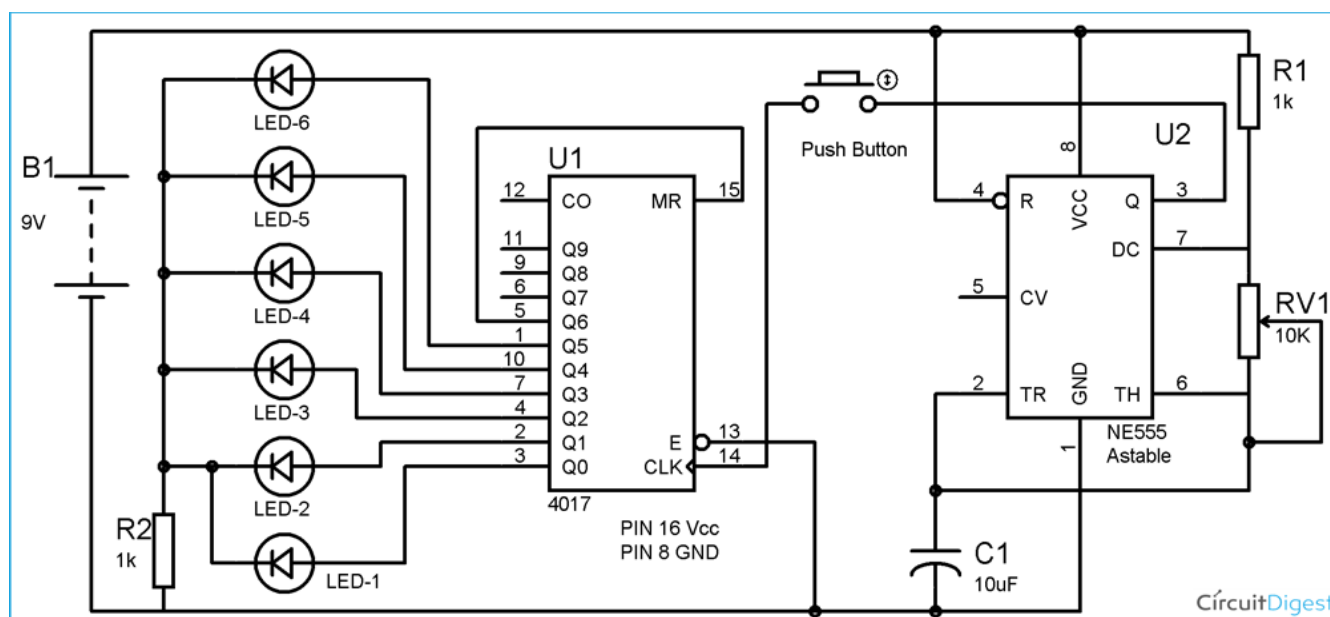 B1
9V
LED-6
LED-5
LED-4
LED-3
LED-2
LED-1
R2
1k
U1
12 CO
11 Q9
9 Q8
6 Q7
5 Q6
1 Q5
10 Q4
7 Q3
4 Q2
2 Q1
3 Q0
MR 15
E 13
CLK 14
4017
PIN 16 Vcc
PIN 8 GND
Push Button
U2
4 R
8 VCC
Q 3
DC 7
5 CV
2 TR
GND 1
TH 6
NE555
Astable
R1
1k
RV1
10K
C1
10uF
CircuitDigest